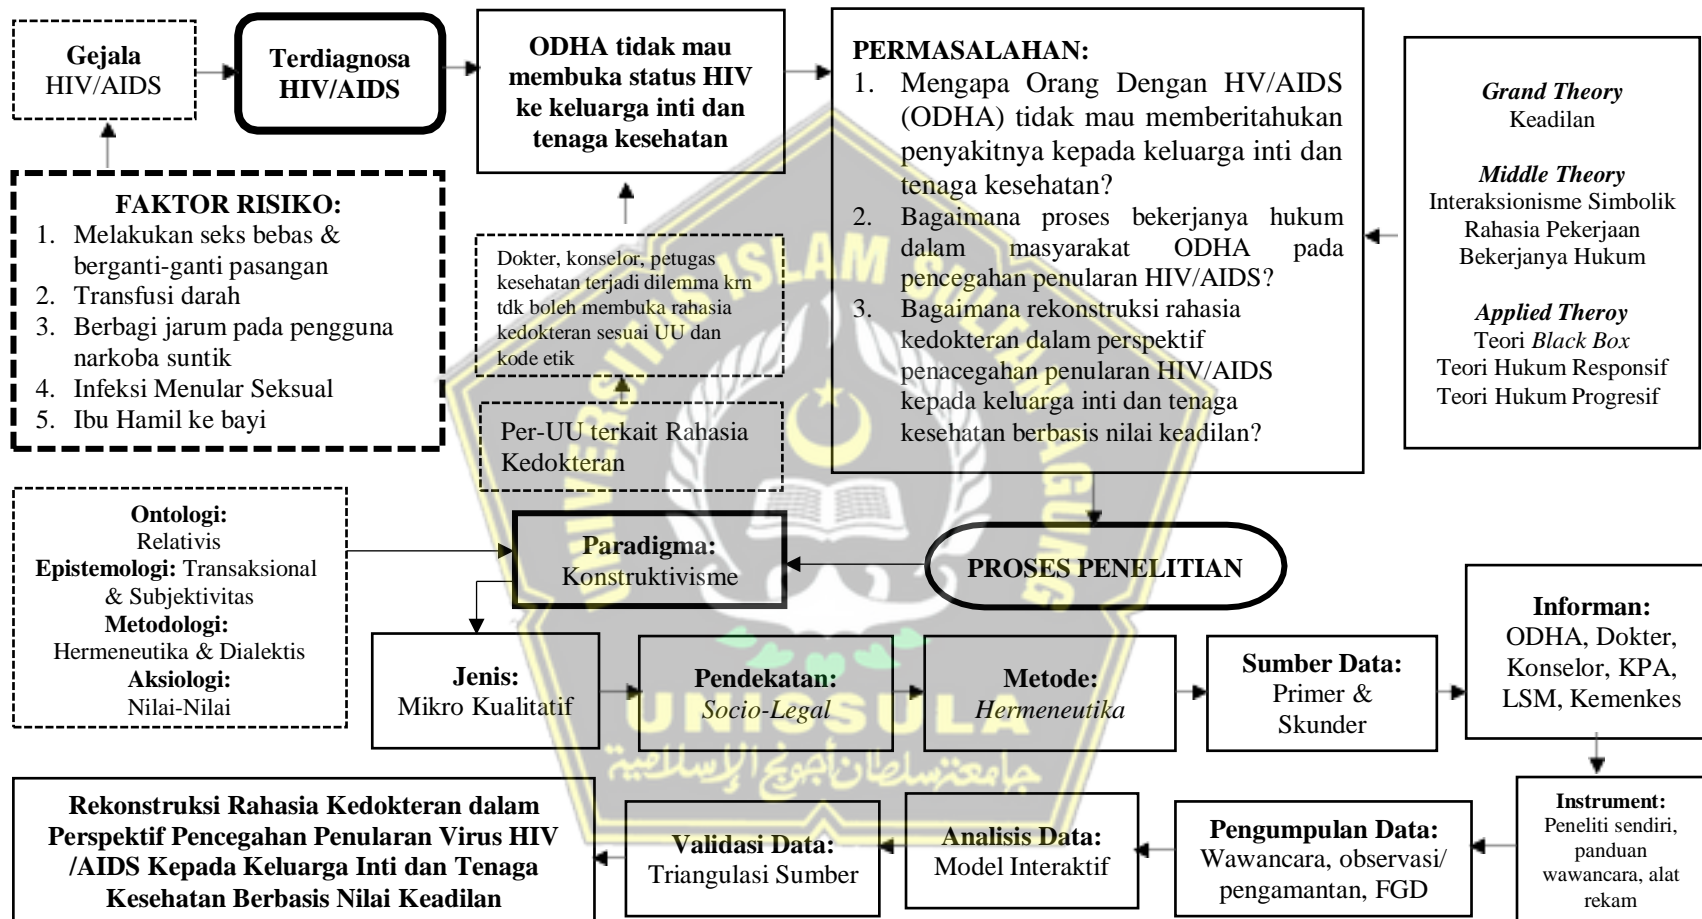 Gejala
HIV/AIDS
Terdiagnosa
HIV/AIDS
ODHA tidak mau
membuka status HIV
ke keluarga inti dan
tenaga kesehatan
PERMASALAHAN:
1. Mengapa Orang Dengan HV/AIDS
(ODHA) tidak mau memberitahukan
penyakitnya kepada keluarga inti dan
tenaga kesehatan?
2. Bagaimana proses bekerjanya hukum
dalam masyarakat ODHA pada
pencegahan penularan HIV/AIDS?
3. Bagaimana rekonstruksi rahasia
kedokteran dalam perspektif
penacegahan penularan HIV/AIDS
kepada keluarga inti dan tenaga
kesehatan berbasis nilai keadilan?
Grand Theory
Keadilan
Middle Theory
Interaksionisme Simbolik
Rahasia Pekerjaan
Bekerjanya Hukum
Applied Theroy
Teori Black Box
Teori Hukum Responsif
Teori Hukum Progresif
FAKTOR RISIKO:
1. Melakukan seks bebas &
berganti-ganti pasangan
2. Transfusi darah
3. Berbagi jarum pada pengguna
narkoba suntik
4. Infeksi Menular Seksual
5. Ibu Hamil ke bayi
Dokter, konselor, petugas
kesehatan terjadi dilemma krn
tdk boleh membuka rahasia
kedokteran sesuai UU dan
kode etik
Per-UU terkait Rahasia
Kedokteran
Ontologi:
Relativis
Epistemologi: Transaksional
& Subjektivitas
Metodologi:
Hermeneutika & Dialektis
Aksiologi:
Nilai-Nilai
Paradigma:
Konstruktivisme
PROSES PENELITIAN
Jenis:
Mikro Kualitatif
Pendekatan:
Socio-Legal
Metode:
Hermeneutika
Sumber Data:
Primer &
Skunder
Informan:
ODHA, Dokter,
Konselor, KPA,
LSM, Kemenkes
Instrument:
Peneliti sendiri,
panduan
wawancara, alat
rekam
Pengumpulan Data:
Wawancara, observasi/
pengamantan, FGD
Analisis Data:
Model Interaktif
Validasi Data:
Triangulasi Sumber
Rekonstruksi Rahasia Kedokteran dalam
Perspektif Pencegahan Penularan Virus HIV
/AIDS Kepada Keluarga Inti dan Tenaga
Kesehatan Berbasis Nilai Keadilan
UNIVERSITAS ISLAM SULTAN AGUNG
UNISSULA
جامعة سلطان أجونج الإسلامية